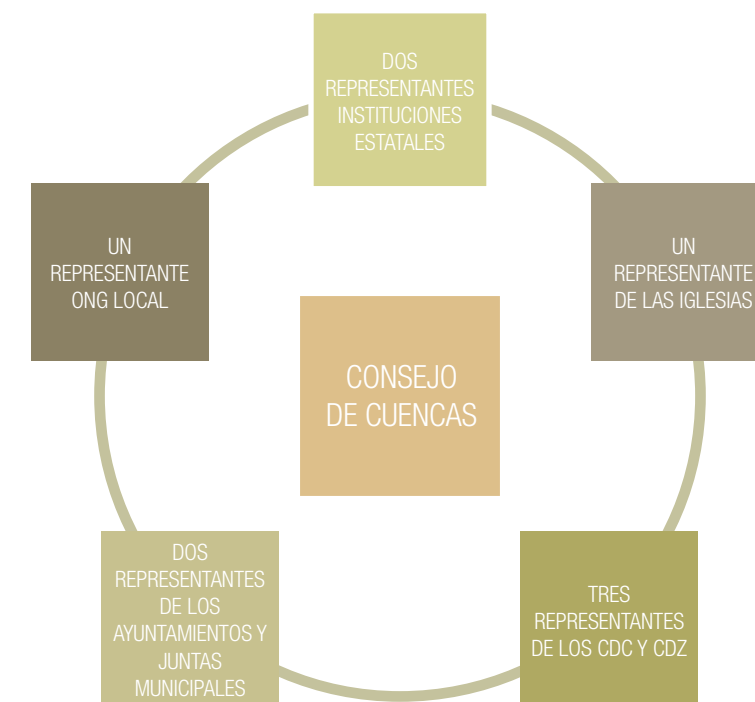 DOS
REPRESENTANTES
INSTITUCIONES
ESTATALES
UN
REPRESENTANTE
ONG LOCAL
UN
REPRESENTANTE
DE LAS IGLESIAS
CONSEJO
DE CUENCAS
DOS
REPRESENTANTES
DE LOS
AYUNTAMIENTOS Y
JUNTAS
MUNICIPALES
TRES
REPRESENTANTES
DE LOS CDC Y CDZ